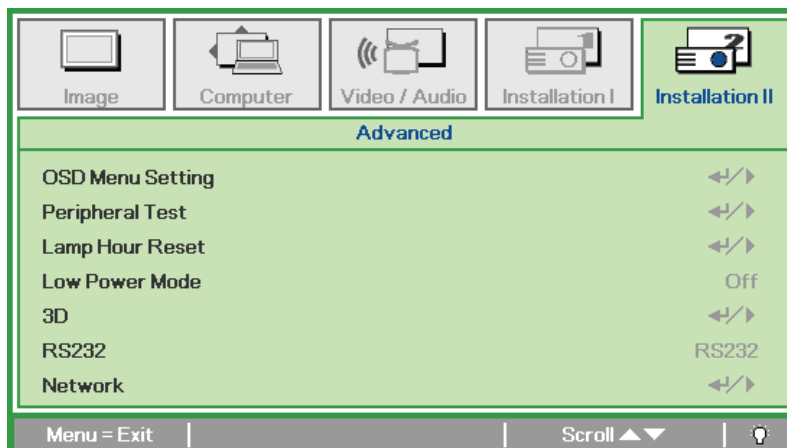 Image Computer Video / Audio Installation I Installation II
Advanced
OSD Menu Setting
Peripheral Test
Lamp Hour Reset
Low Power Mode Off
3D
RS232 RS232
Network
Menu = Exit Scroll ▲▼